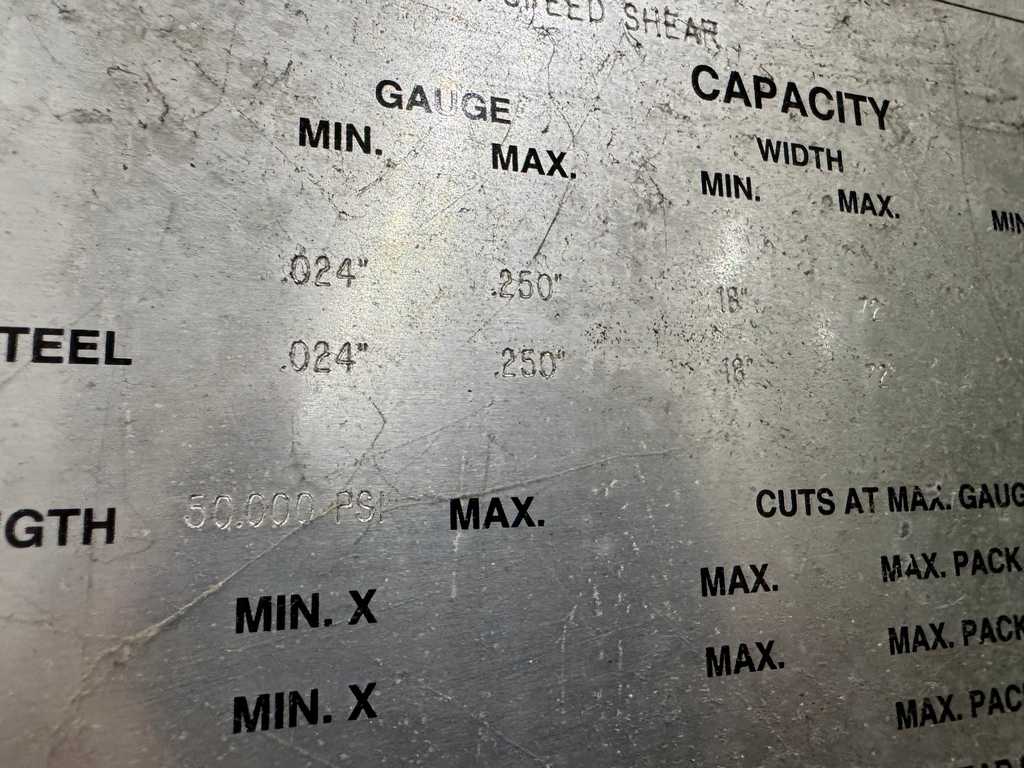 SHEAR
GAUGE CAPACITY
MIN. MAX. WIDTH
MIN. MAX. MIN
.024" .250" 18" 72"
TEEL .024" .250" 18" 72"
GTH 50.000 PSI MAX. CUTS AT MAX. GAUG
MIN. X MAX. MAX. PACK
MIN. X MAX. MAX. PACK
MAX. PAC